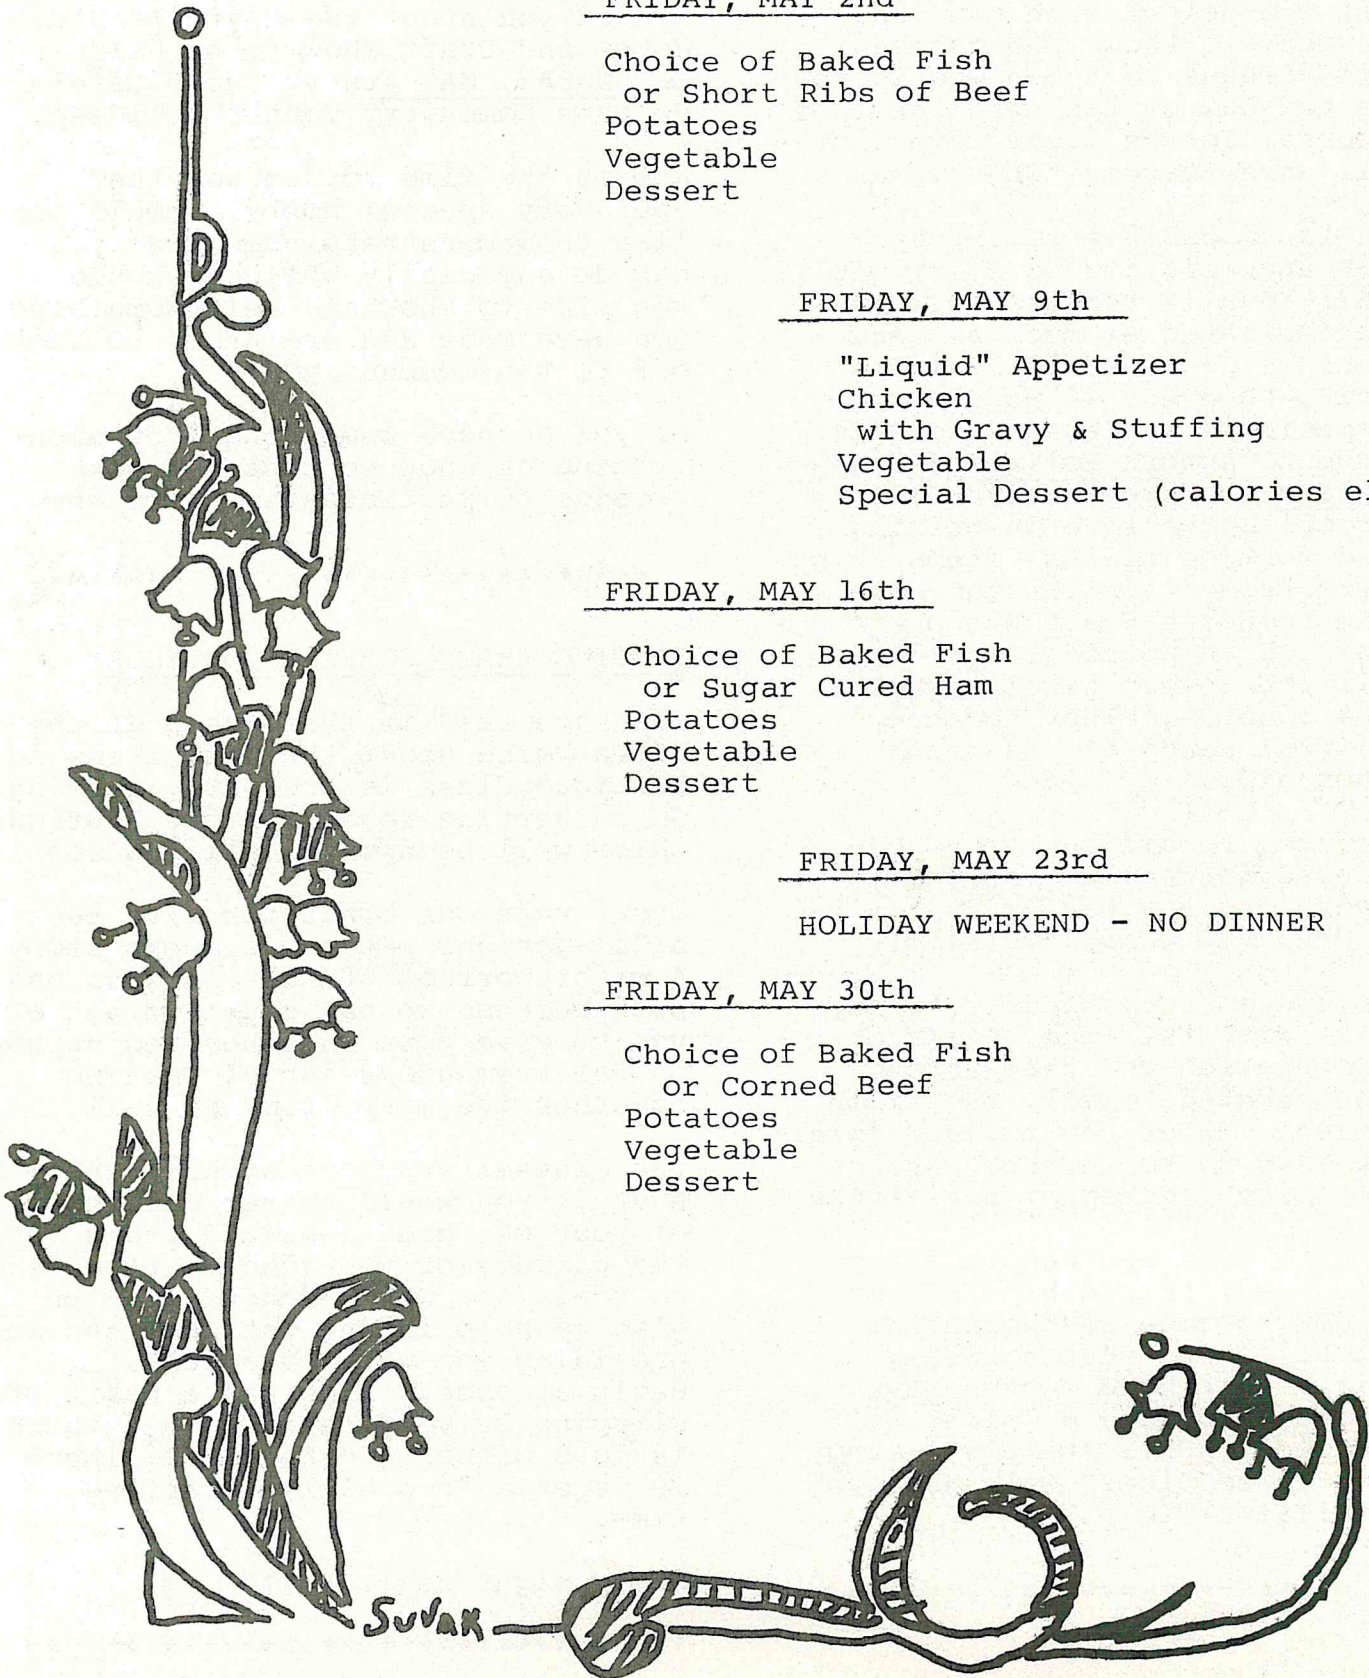 FRIDAY, MAY 2nd
Choice of Baked Fish
or Short Ribs of Beef
Potatoes
Vegetable
Dessert
FRIDAY, MAY 9th
"Liquid" Appetizer
Chicken
with Gravy & Stuffing
Vegetable
Special Dessert (calories
FRIDAY, MAY 16th
Choice of Baked Fish
or Sugar Cured Ham
Potatoes
Vegetable
Dessert
FRIDAY, MAY 23rd
HOLIDAY WEEKEND - NO DINNER
FRIDAY, MAY 30th
Choice of Baked Fish
or Corned Beef
Potatoes
Vegetable
Dessert
SUVAK